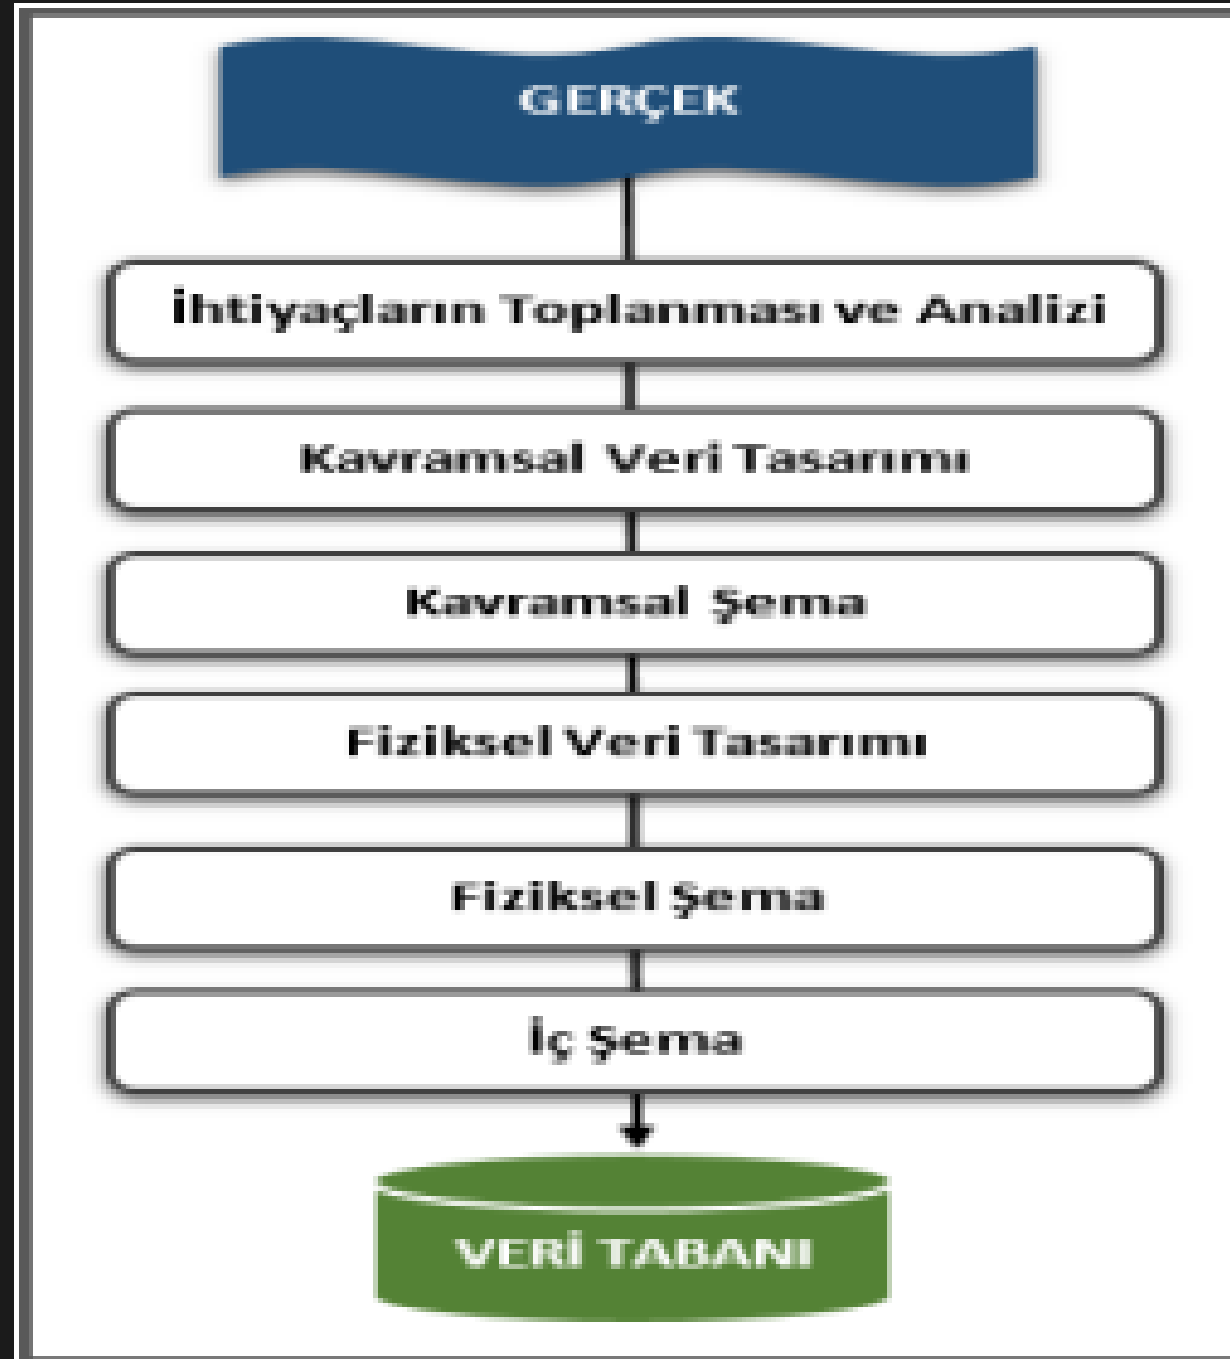 GERÇEK
İhtiyaçların Toplanması ve Analizi
Kavramsal Veri Tasarımı
Kavramsal Şema
Fiziksel Veri Tasarımı
Fiziksel Şema
İç Şema
VERİ TABANI